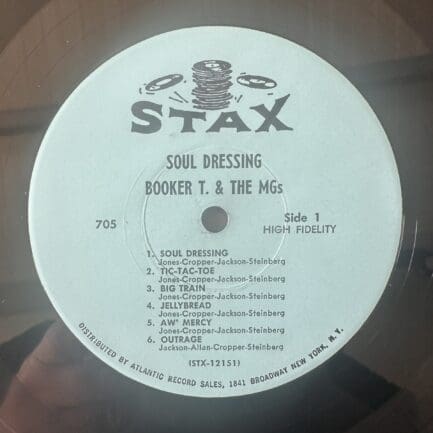 STAX
SOUL DRESSING
BOOKER T. & THE MGs
705
Side 1
HIGH FIDELITY
1. SOUL DRESSING
Jones-Cropper-Jackson-Steinberg
2. TIC-TAC-TOE
Jones-Cropper-Jackson-Steinberg
3. BIG TRAIN
Jones-Cropper-Jackson-Steinberg
4. JELLYBREAD
Jones-Cropper-Jackson-Steinberg
5. AW' MERCY
Jones-Cropper-Jackson-Steinberg
6. OUTRAGE
Jackson-Allan-Cropper-Steinberg
(STX-12151)
DISTRIBUTED BY ATLANTIC RECORD SALES, 1841 BROADWAY NEW YORK, N. Y.